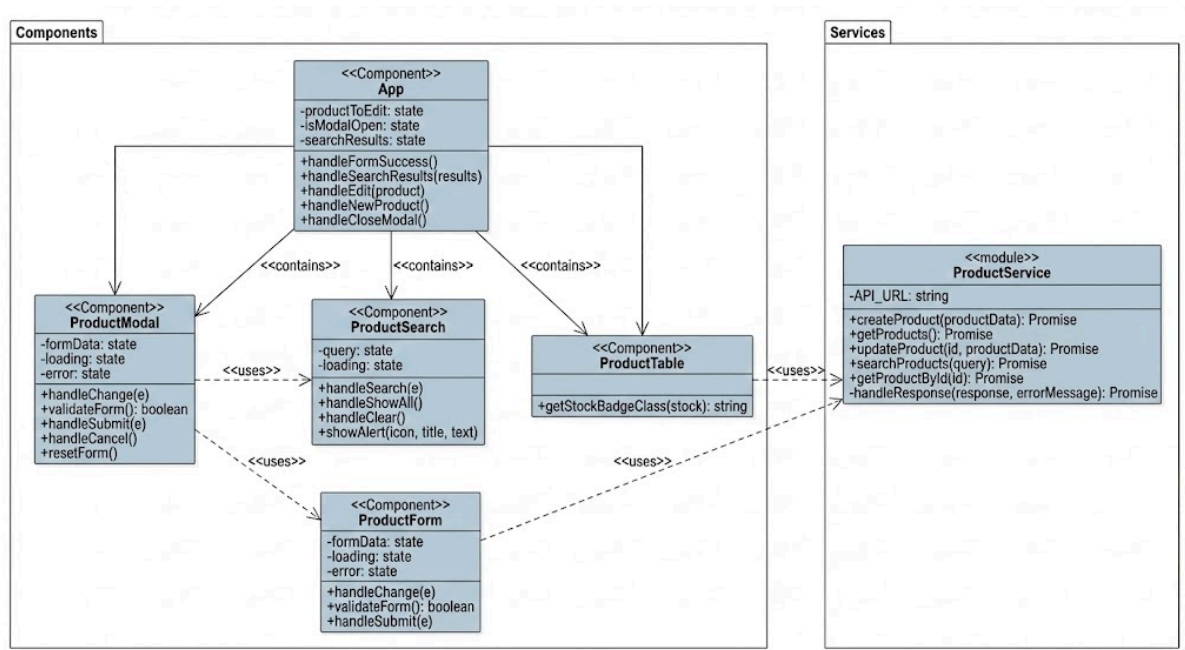 Components
Services
<<Component>>
App
-productToEdit: state
-isModalOpen: state
-searchResults: state
+handleFormSuccess()
+handleSearchResults(results)
+handleEdit(product)
+handleNewProduct()
+handleCloseModal()
<<contains>>
<<contains>>
<<contains>>
<<Component>>
ProductModal
-formData: state
-loading: state
-error: state
+handleChange(e)
+validateForm(): boolean
+handleSubmit(e)
+handleCancel()
+resetForm()
<<uses>>
<<Component>>
ProductSearch
-query: state
-loading: state
+handleSearch(e)
+handleShowAll()
+handleClear()
+showAlert(icon, title, text)
<<Component>>
ProductTable
+getStockBadgeClass(stock): string
<<uses>>
<<module>>
ProductService
-API_URL: string
+createProduct(productData): Promise
+getProducts(): Promise
+updateProduct(id, productData): Promise
+searchProducts(query): Promise
+getProductById(id): Promise
-handleResponse(response, errorMessage): Promise
<<uses>>
<<uses>>
<<Component>>
ProductForm
-formData: state
-loading: state
-error: state
+handleChange(e)
+validateForm(): boolean
+handleSubmit(e)